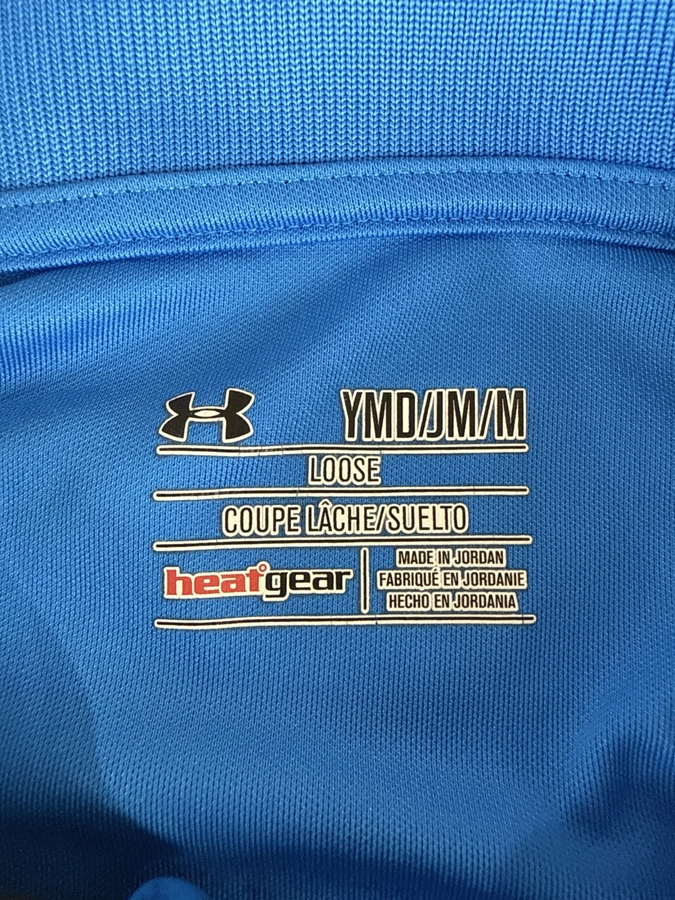 YMD/JM/M
LOOSE
COUPE LÂCHE/SUELTO
heatgear
MADE IN JORDAN
FABRIQUÉ EN JORDANIE
HECHO EN JORDANIA